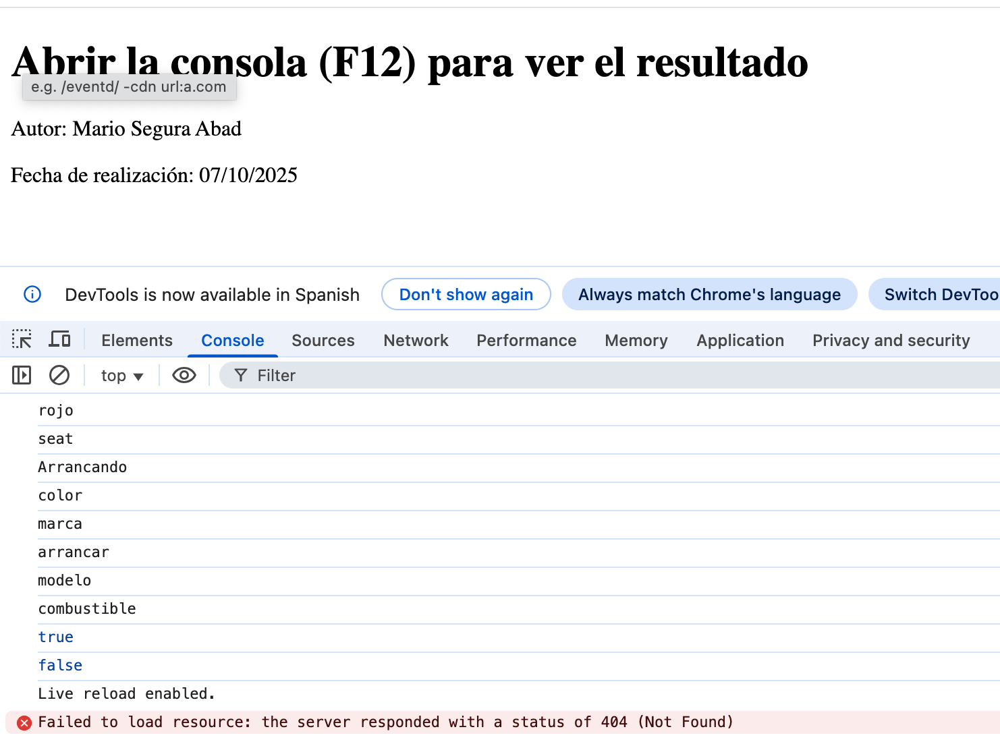 Abrir la consola (F12) para ver el resultado
e.g. /eventd/ -cdn url:a.com
Autor: Mario Segura Abad
Fecha de realización: 07/10/2025
DevTools is now available in Spanish Don't show again Always match Chrome's language Switch DevToo
Elements Console Sources Network Performance Memory Application Privacy and security
top Filter
rojo
seat
Arrancando
color
marca
arrancar
modelo
combustible
true
false
Live reload enabled.
Failed to load resource: the server responded with a status of 404 (Not Found)